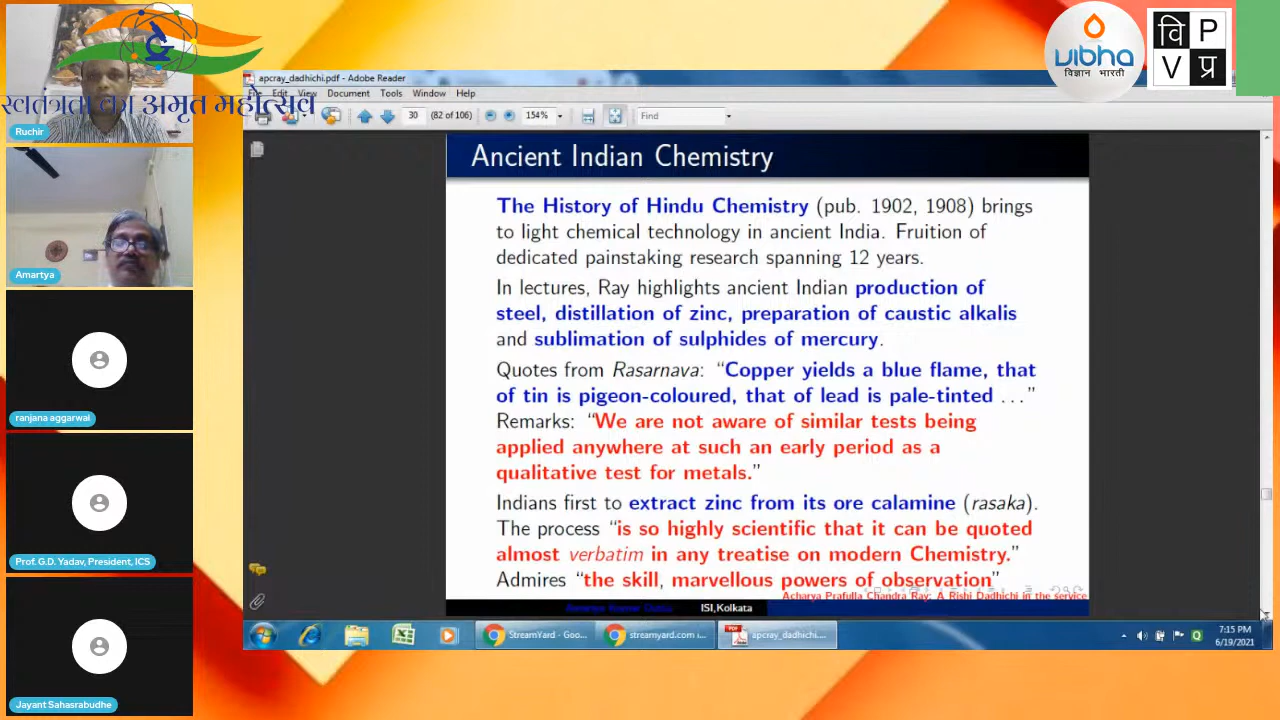 स्वतंत्रता का अमृत महोत्सव
vibha
विज्ञान भारती
वि P
V प्र
Ruchir
Amartya
ranjana aggarwal
Prof. G.D. Yadav, President, ICS
Jayant Sahasrabudhe
apcray_dadhichi.pdf - Adobe Reader
Edit View Document Tools Window Help
30 (82 of 106) 154% Find
Ancient Indian Chemistry
The History of Hindu Chemistry (pub. 1902, 1908) brings
to light chemical technology in ancient India. Fruition of
dedicated painstaking research spanning 12 years.
In lectures, Ray highlights ancient Indian production of
steel, distillation of zinc, preparation of caustic alkalis
and sublimation of sulphides of mercury.
Quotes from Rasarnava: “Copper yields a blue flame, that
of tin is pigeon-coloured, that of lead is pale-tinted ...”
Remarks: “We are not aware of similar tests being
applied anywhere at such an early period as a
qualitative test for metals.”
Indians first to extract zinc from its ore calamine (rasaka).
The process “is so highly scientific that it can be quoted
almost verbatim in any treatise on modern Chemistry.”
Admires “the skill, marvellous powers of observation”
Acharya Prafulla Chandra Ray: A Rishi Dadhichi in the service
ISI,Kolkata
StreamYard - Goo... streamyard.com i... apcray_dadhichi....
7:15 PM
6/19/2021